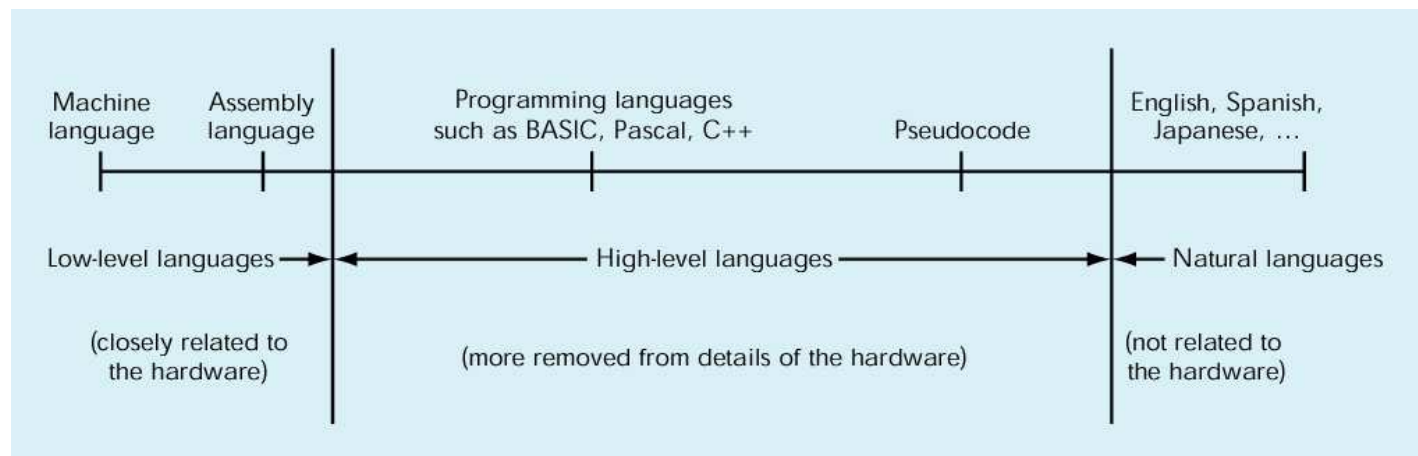 Machine
language
Assembly
language
Programming languages
such as BASIC, Pascal, C++
Pseudocode
English, Spanish,
Japanese, ...
Low-level languages
High-level languages
Natural languages
(closely related to
the hardware)
(more removed from details of the hardware)
(not related to
the hardware)